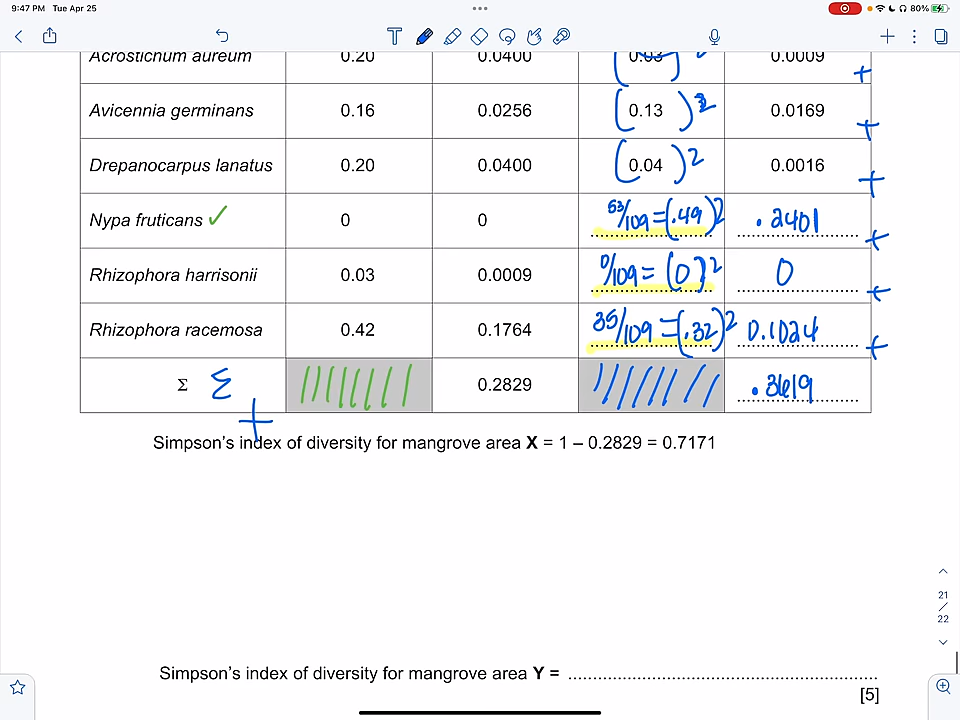 9:47 PM Tue Apr 25
80%
Acrostichum aureum 0.20 0.0400 (0.03)2 0.0009 +
Avicennia germinans 0.16 0.0256 (0.13)2 0.0169 +
Drepanocarpus lanatus 0.20 0.0400 (0.04)2 0.0016 +
Nypa fruticans ✓ 0 0 53/109 = (.49)2 .2401 +
Rhizophora harrisonii 0.03 0.0009 0/109 = (0)2 0 +
Rhizophora racemosa 0.42 0.1764 35/109 = (.32)2 0.1024 +
Σ Σ 0.2829 .3619
+
Simpson's index of diversity for mangrove area X = 1 – 0.2829 = 0.7171
21
/
22
Simpson's index of diversity for mangrove area Y = ..............................................................
[5]